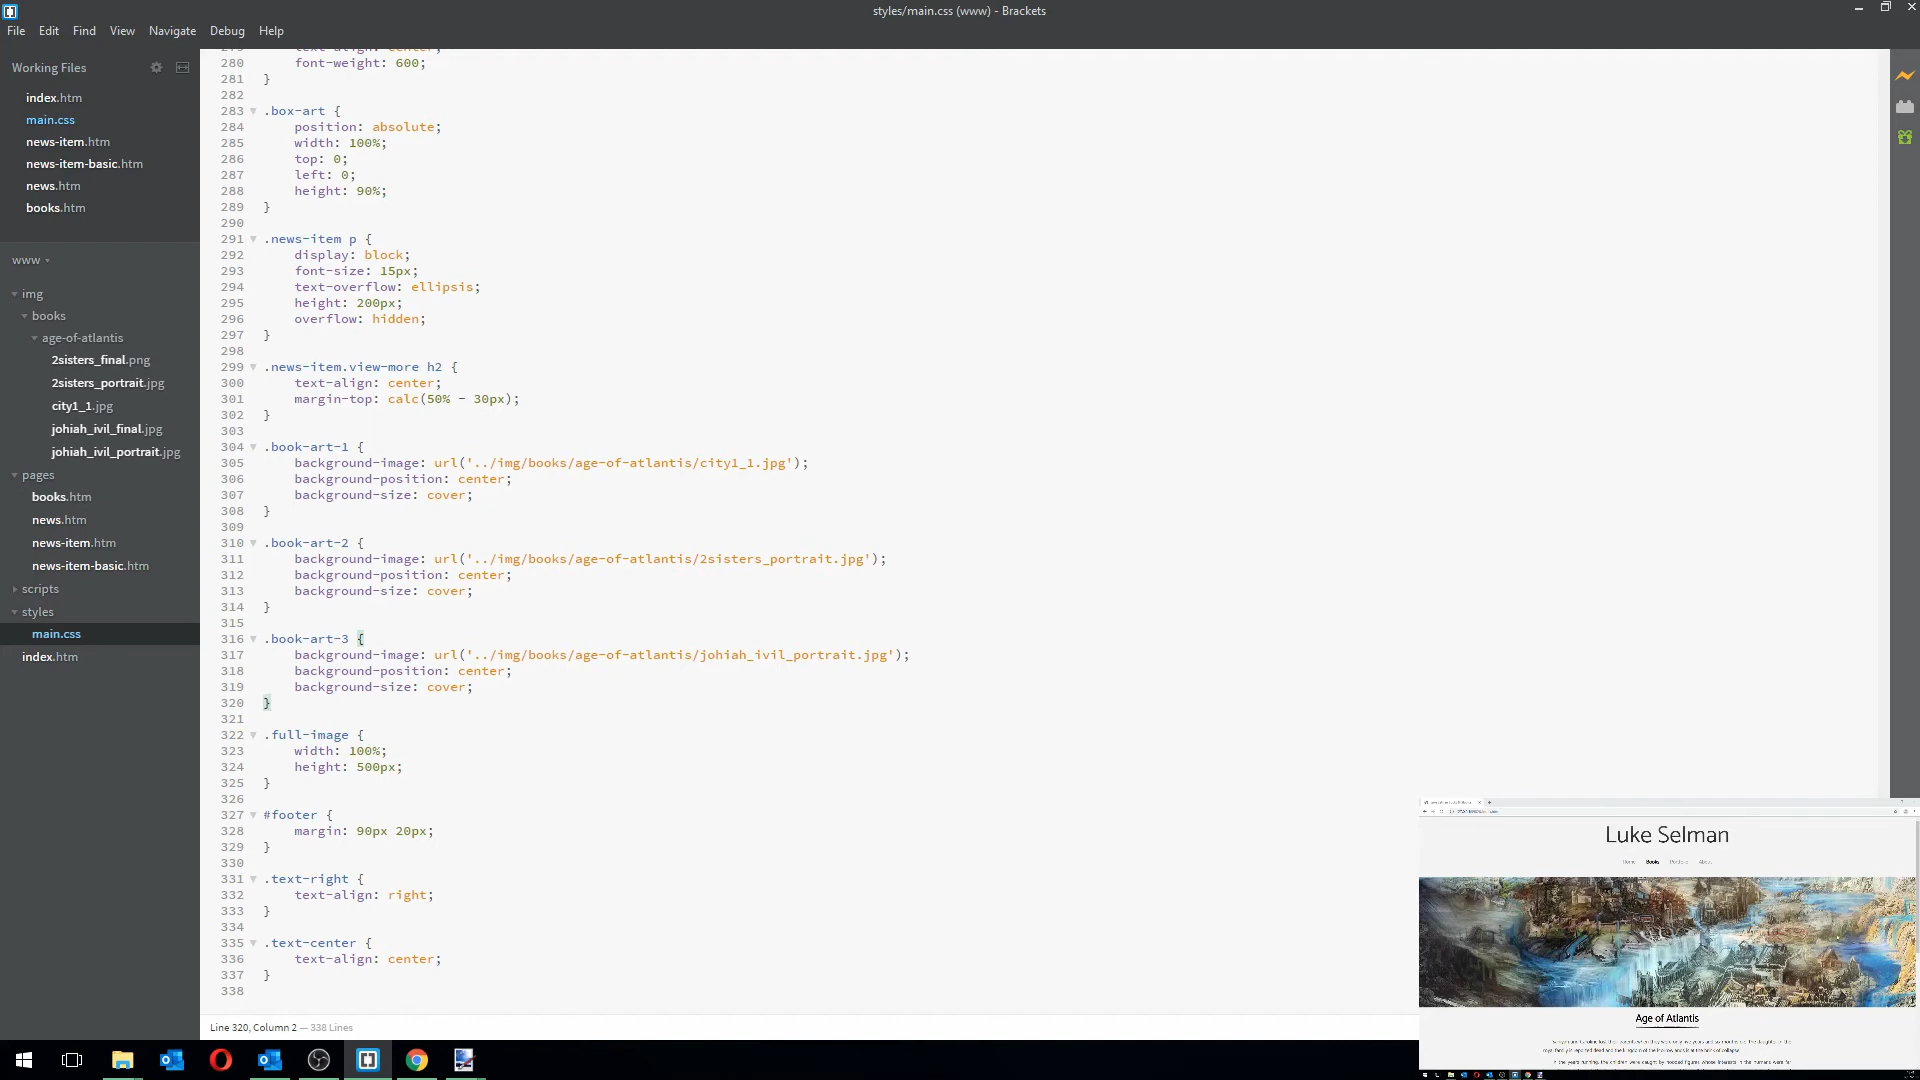 styles/main.css (www) - Brackets
File Edit Find View Navigate Debug Help
Working Files
index.htm
main.css
news-item.htm
news-item-basic.htm
news.htm
books.htm
www
img
books
age-of-atlantis
2sisters_final.png
2sisters_portrait.jpg
city1_1.jpg
johiah_ivil_final.jpg
johiah_ivil_portrait.jpg
pages
books.htm
news.htm
news-item.htm
news-item-basic.htm
scripts
styles
main.css
index.htm
279 text-align: center;
280 font-weight: 600;
281 }
282
283 .box-art {
284 position: absolute;
285 width: 100%;
286 top: 0;
287 left: 0;
288 height: 90%;
289 }
290
291 .news-item p {
292 display: block;
293 font-size: 15px;
294 text-overflow: ellipsis;
295 height: 200px;
296 overflow: hidden;
297 }
298
299 .news-item.view-more h2 {
300 text-align: center;
301 margin-top: calc(50% - 30px);
302 }
303
304 .book-art-1 {
305 background-image: url('../img/books/age-of-atlantis/city1_1.jpg');
306 background-position: center;
307 background-size: cover;
308 }
309
310 .book-art-2 {
311 background-image: url('../img/books/age-of-atlantis/2sisters_portrait.jpg');
312 background-position: center;
313 background-size: cover;
314 }
315
316 .book-art-3 {
317 background-image: url('../img/books/age-of-atlantis/johiah_ivil_portrait.jpg');
318 background-position: center;
319 background-size: cover;
320 }
321
322 .full-image {
323 width: 100%;
324 height: 500px;
325 }
326
327 #footer {
328 margin: 90px 20px;
329 }
330
331 .text-right {
332 text-align: right;
333 }
334
335 .text-center {
336 text-align: center;
337 }
338
Line 320, Column 2 — 338 Lines
Luke Selman
Home Books Portfolio About
Age of Atlantis